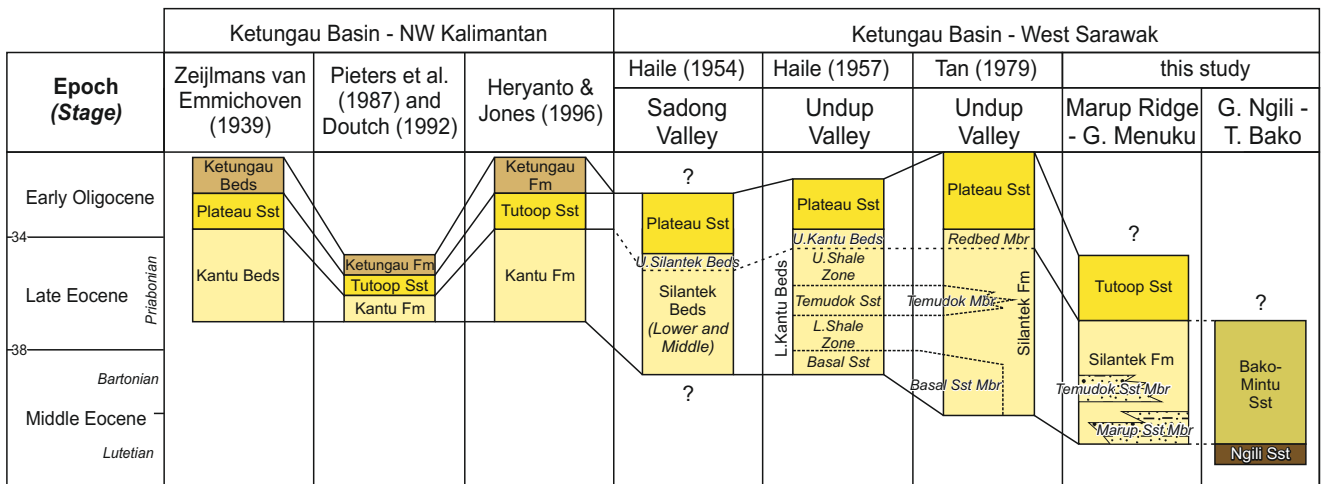 Ketungau Basin - NW Kalimantan
Ketungau Basin - West Sarawak
Epoch
(Stage)
Zeijlmans van
Emmichoven
(1939)
Pieters et al.
(1987) and
Doutch (1992)
Heryanto &
Jones (1996)
Haile (1954)
Haile (1957)
Tan (1979)
this study
Sadong
Valley
Undup
Valley
Undup
Valley
Marup Ridge
- G. Menuku
G. Ngili -
T. Bako
Early Oligocene
34
Late Eocene
Priabonian
38
Bartonian
Middle Eocene
Lutetian
Ketungau
Beds
Plateau Sst
Kantu Beds
Ketungau Fm
Tutoop Sst
Kantu Fm
Ketungau
Fm
Tutoop Sst
Kantu Fm
?
Plateau Sst
U.Silantek Beds
Silantek
Beds
(Lower and
Middle)
?
Plateau Sst
U.Kantu Beds
U.Shale
Zone
Temudok Sst
L.Shale
Zone
Basal Sst
L.Kantu Beds
Plateau Sst
Redbed Mbr
Temudok Mbr
Silantek Fm
Basal Sst Mbr
?
Tutoop Sst
Silantek Fm
Temudok Sst Mbr
Marup Sst Mbr
?
Bako-
Mintu
Sst
Ngili Sst